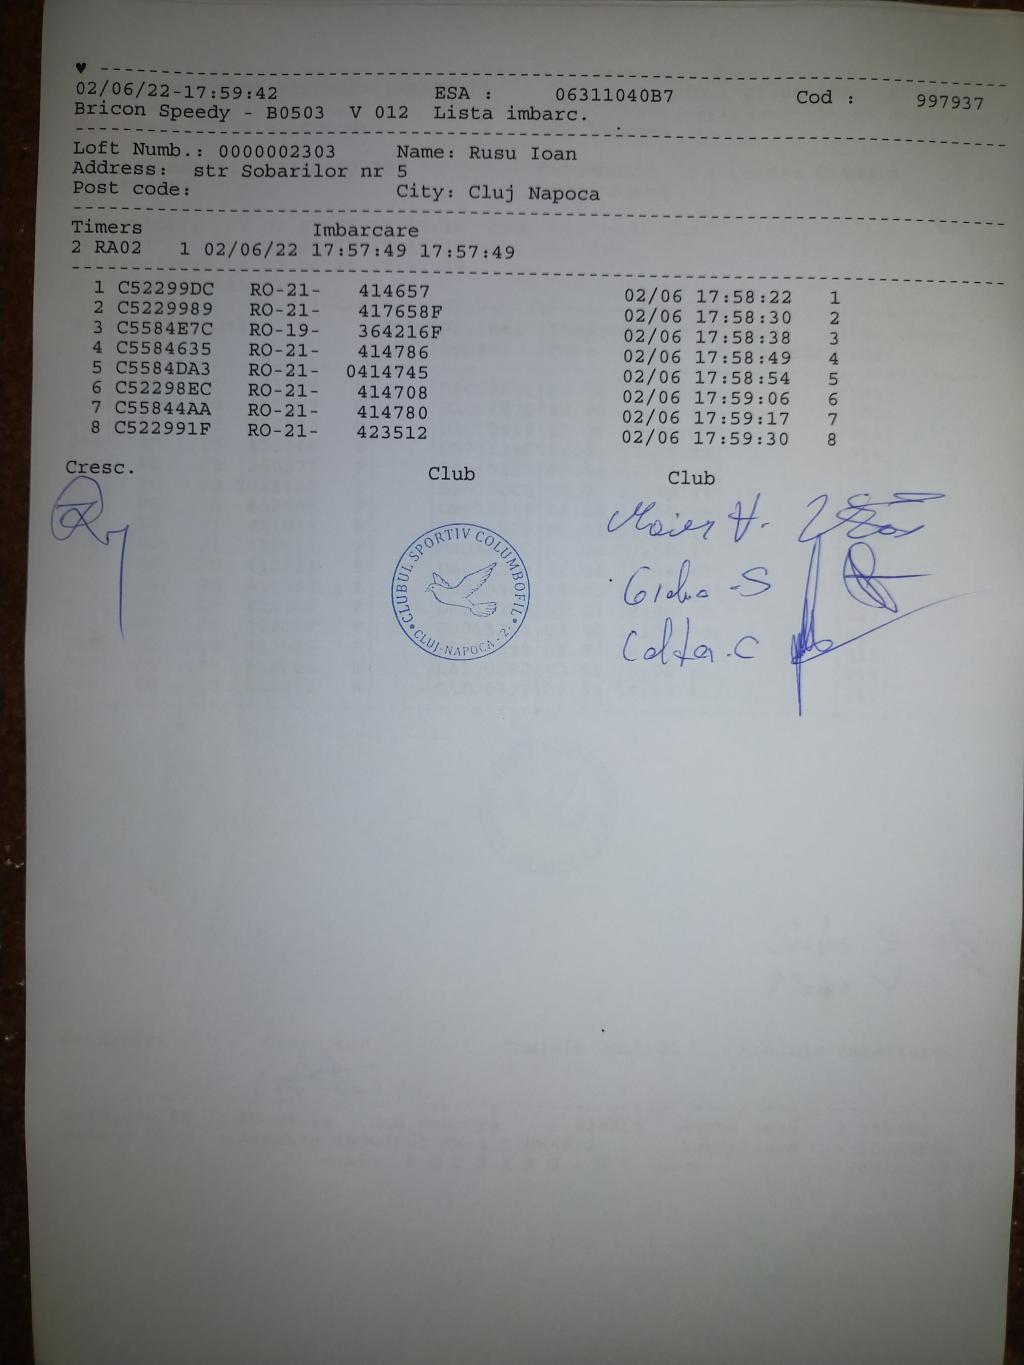 ♥
02/06/22-17:59:42 ESA : 06311040B7 Cod : 997937
Bricon Speedy - B0503 V 012 Lista imbarc.
Loft Numb.: 0000002303 Name: Rusu Ioan
Address: str Sobarilor nr 5
Post code: City: Cluj Napoca
Timers Imbarcare
2 RA02 1 02/06/22 17:57:49 17:57:49
1 C52299DC RO-21- 414657 02/06 17:58:22 1
2 C5229989 RO-21- 417658F 02/06 17:58:30 2
3 C5584E7C RO-19- 364216F 02/06 17:58:38 3
4 C5584635 RO-21- 414786 02/06 17:58:49 4
5 C5584DA3 RO-21- 0414745 02/06 17:58:54 5
6 C52298EC RO-21- 414708 02/06 17:59:06 6
7 C55844AA RO-21- 414780 02/06 17:59:17 7
8 C522991F RO-21- 423512 02/06 17:59:30 8
Cresc. Club Club
CLUBUL SPORTIV COLUMBOFIL
CLUJ-NAPOCA - 2